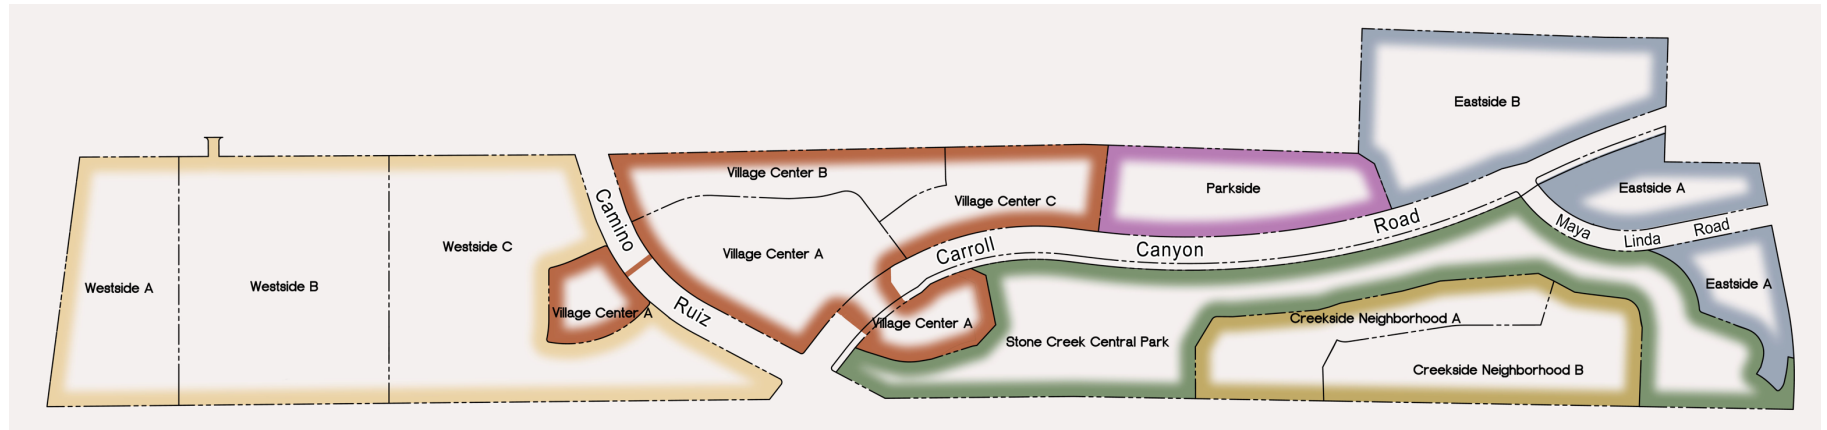 Westside A
Westside B
Westside C
Village Center A
Camino
Ruiz
Village Center B
Village Center A
Village Center C
Village Center A
Carroll
Canyon
Road
Parkside
Stone Creek Central Park
Creekside Neighborhood A
Creekside Neighborhood B
Eastside B
Eastside A
Maya
Linda
Road
Eastside A